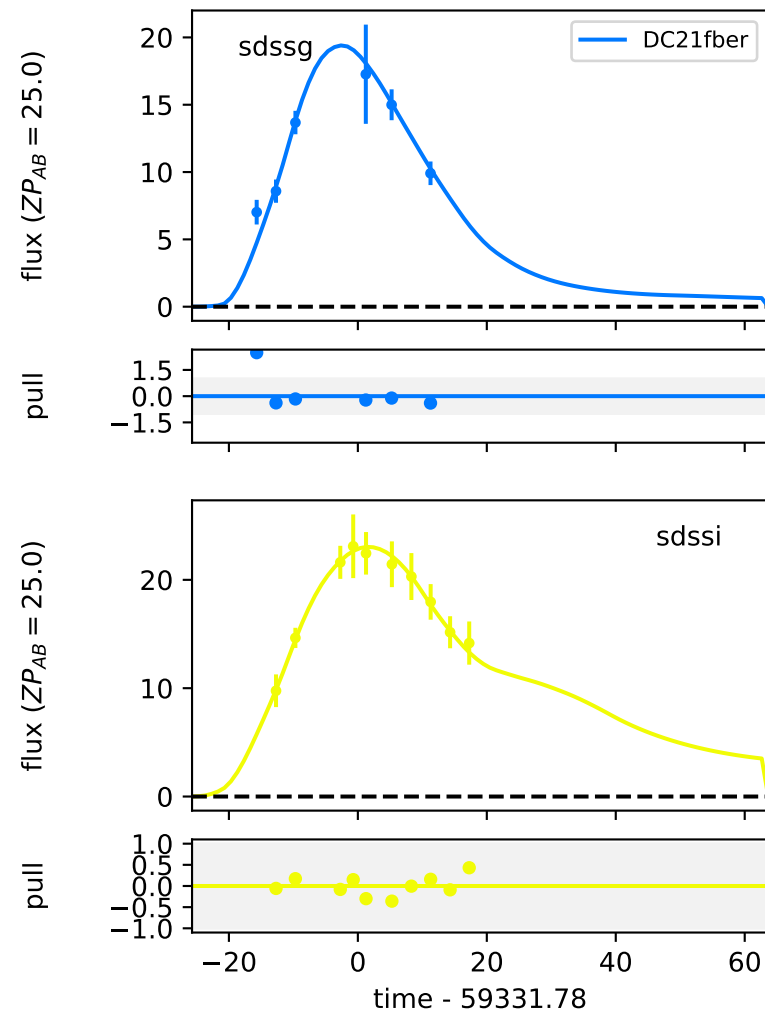 sdssg
DC21fber
flux (ZP_AB = 25.0)
20
15
10
5
0
pull
1.5
0.0
−1.5
sdssi
flux (ZP_AB = 25.0)
20
10
0
pull
1.0
0.5
0.0
−0.5
−1.0
−20 0 20 40 60
time - 59331.78